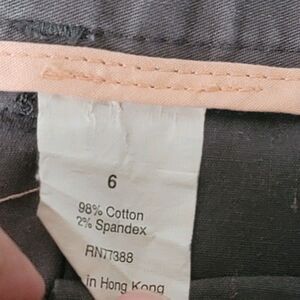 6
98% Cotton
2% Spandex
RN77388
in Hong Kong